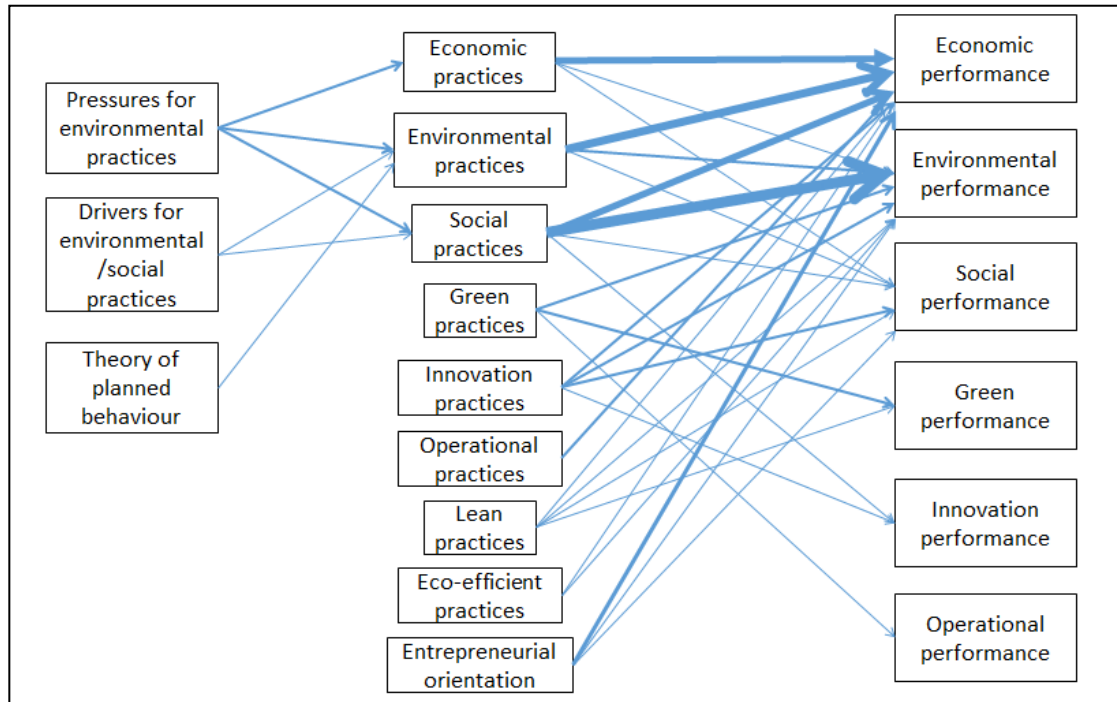 Pressures for
environmental
practices
Drivers for
environmental
/social
practices
Theory of
planned
behaviour
Economic
practices
Environmental
practices
Social
practices
Green
practices
Innovation
practices
Operational
practices
Lean
practices
Eco-efficient
practices
Entrepreneurial
orientation
Economic
performance
Environmental
performance
Social
performance
Green
performance
Innovation
performance
Operational
performance